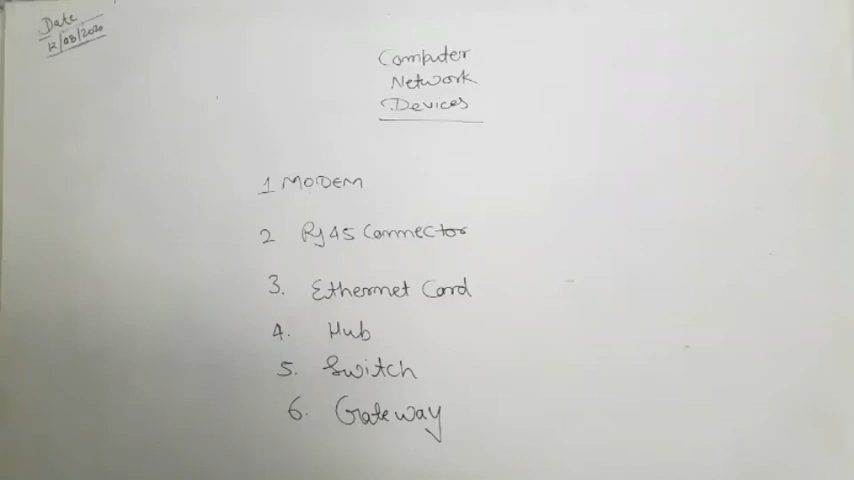 Date
12/08/2020
Computer
Network
Devices
1 MODEM
2 RJ45 Connector
3. Ethernet Card
4. Hub
5. Switch
6. Gateway